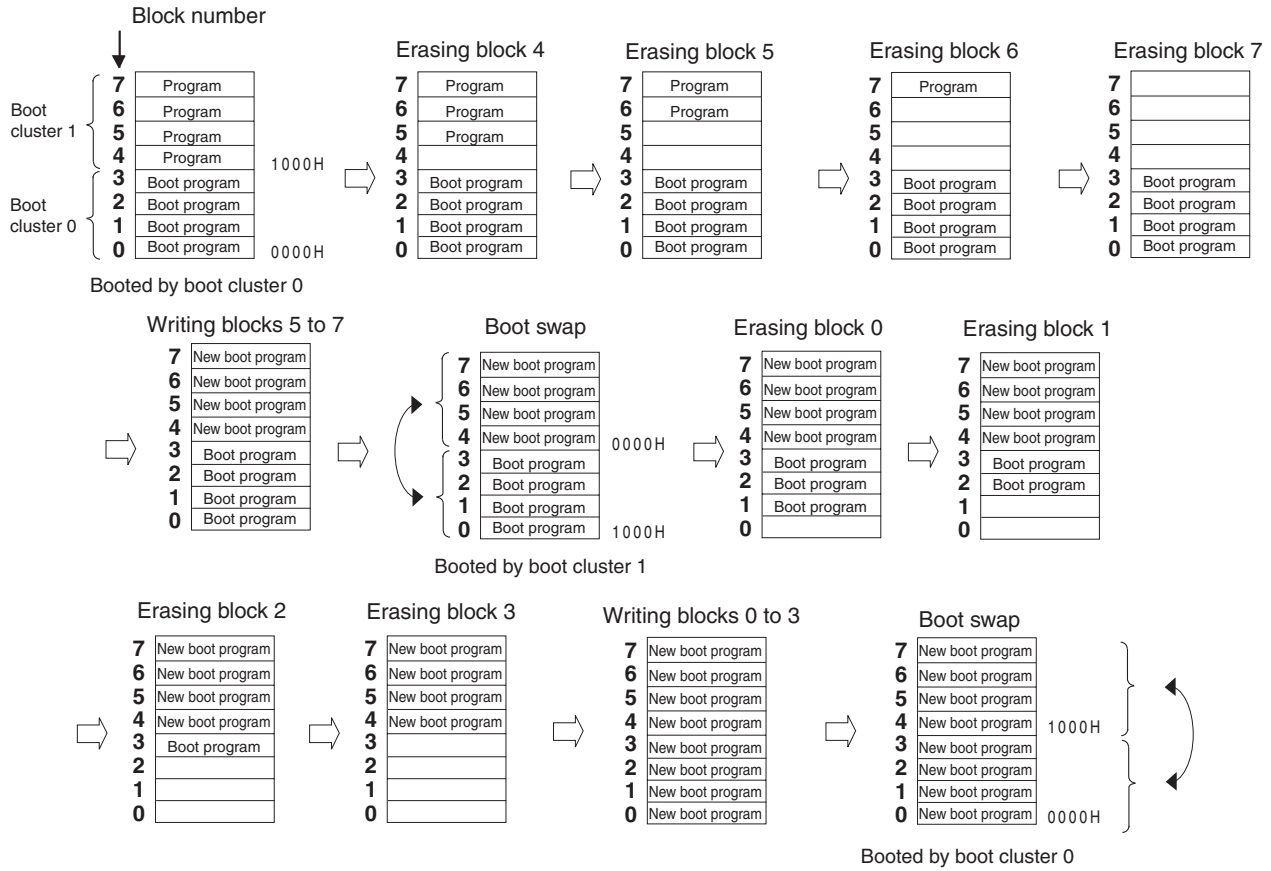 Block number
Erasing block 4
Erasing block 5
Erasing block 6
Erasing block 7
Boot
cluster 1
Boot
cluster 0
7 Program
6 Program
5 Program
4 Program
1000H
3 Boot program
2 Boot program
1 Boot program
0 Boot program
0000H
7 Program
6 Program
5 Program
4
3 Boot program
2 Boot program
1 Boot program
0 Boot program
7 Program
6 Program
5
4
3 Boot program
2 Boot program
1 Boot program
0 Boot program
7 Program
6
5
4
3 Boot program
2 Boot program
1 Boot program
0 Boot program
7
6
5
4
3 Boot program
2 Boot program
1 Boot program
0 Boot program
Booted by boot cluster 0
Writing blocks 5 to 7
7 New boot program
6 New boot program
5 New boot program
4 New boot program
3 Boot program
2 Boot program
1 Boot program
0 Boot program
Boot swap
7 New boot program
6 New boot program
5 New boot program
4 New boot program
0000H
3 Boot program
2 Boot program
1 Boot program
0 Boot program
1000H
Booted by boot cluster 1
Erasing block 0
7 New boot program
6 New boot program
5 New boot program
4 New boot program
3 Boot program
2 Boot program
1 Boot program
0
Erasing block 1
7 New boot program
6 New boot program
5 New boot program
4 New boot program
3 Boot program
2 Boot program
1
0
Erasing block 2
7 New boot program
6 New boot program
5 New boot program
4 New boot program
3 Boot program
2
1
0
Erasing block 3
7 New boot program
6 New boot program
5 New boot program
4 New boot program
3
2
1
0
Writing blocks 0 to 3
7 New boot program
6 New boot program
5 New boot program
4 New boot program
3 New boot program
2 New boot program
1 New boot program
0 New boot program
Boot swap
7 New boot program
6 New boot program
5 New boot program
4 New boot program
1000H
3 New boot program
2 New boot program
1 New boot program
0 New boot program
0000H
Booted by boot cluster 0